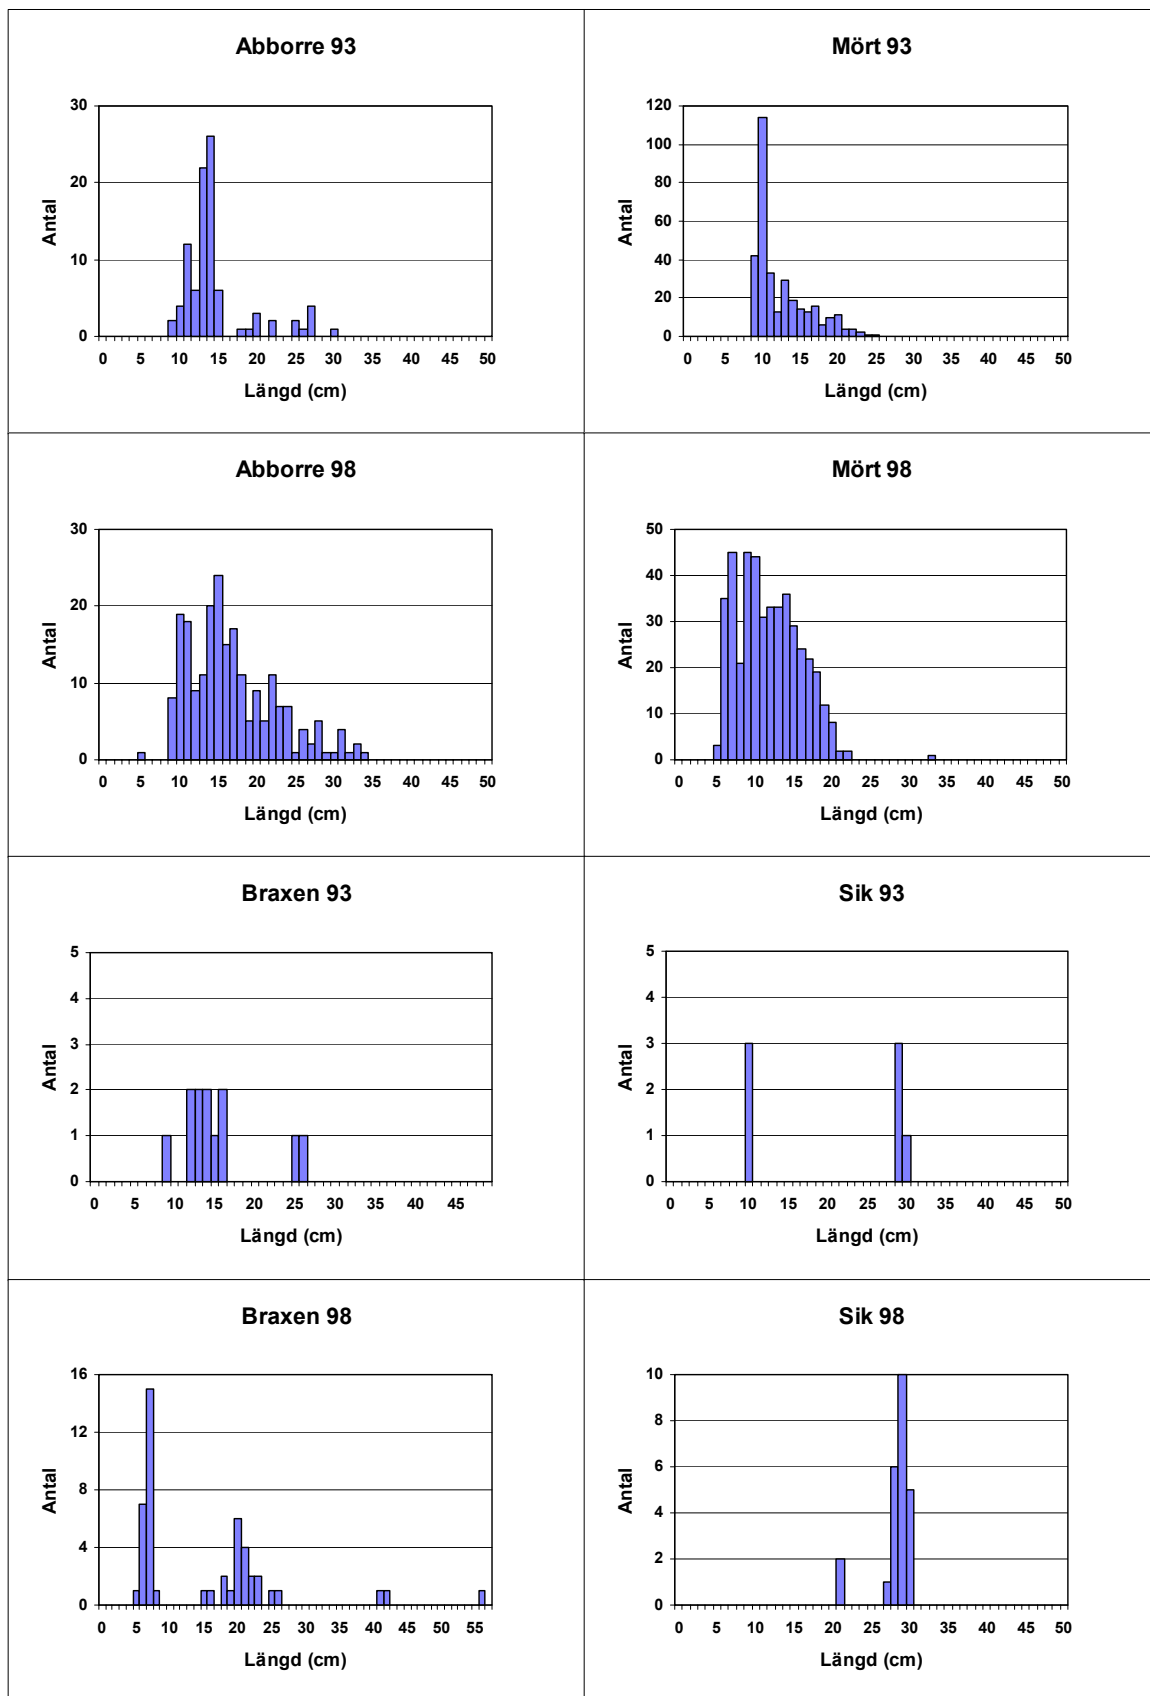 Abborre 93
30
20
10
0
Antal
0 5 10 15 20 25 30 35 40 45 50
Längd (cm)
Mört 93
120
100
80
60
40
20
0
Antal
0 5 10 15 20 25 30 35 40 45 50
Längd (cm)
Abborre 98
30
20
10
0
Antal
0 5 10 15 20 25 30 35 40 45 50
Längd (cm)
Mört 98
50
40
30
20
10
0
Antal
0 5 10 15 20 25 30 35 40 45 50
Längd (cm)
Braxen 93
5
4
3
2
1
0
Antal
0 5 10 15 20 25 30 35 40 45
Längd (cm)
Sik 93
5
4
3
2
1
0
Antal
0 5 10 15 20 25 30 35 40 45 50
Längd (cm)
Braxen 98
16
12
8
4
0
Antal
0 5 10 15 20 25 30 35 40 45 50 55
Längd (cm)
Sik 98
10
8
6
4
2
0
Antal
0 5 10 15 20 25 30 35 40 45 50
Längd (cm)